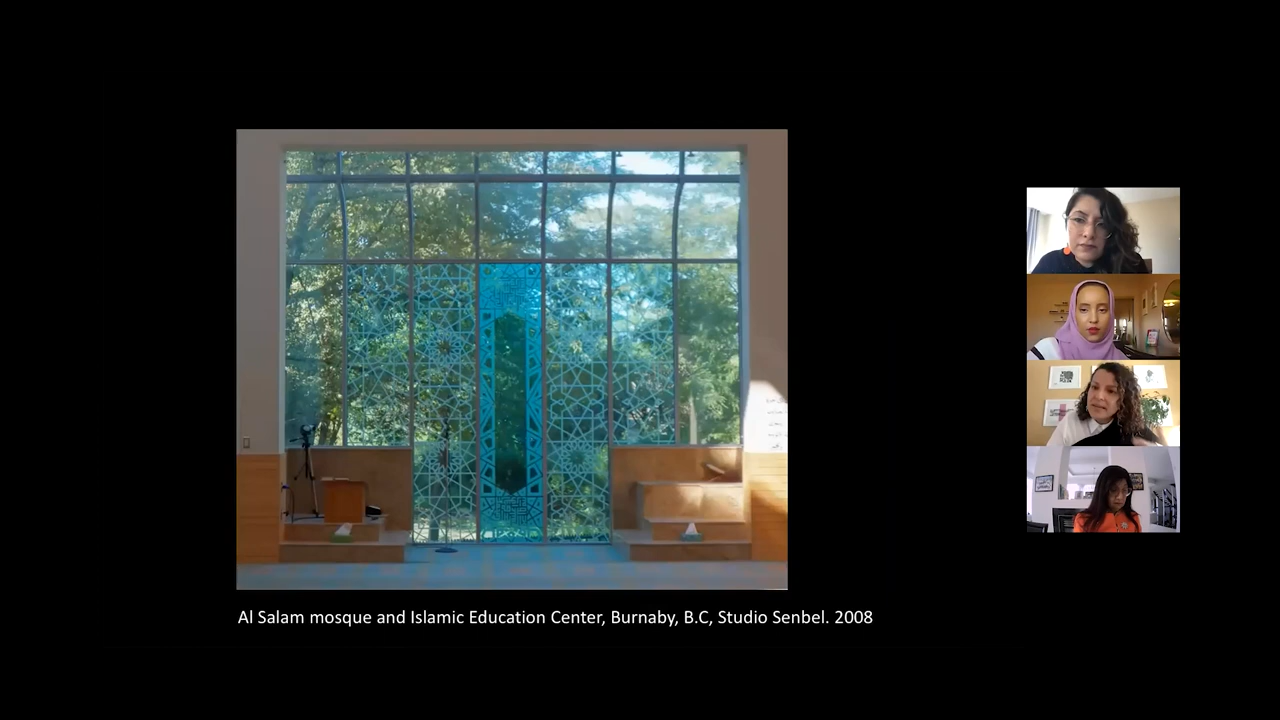 Al Salam mosque and Islamic Education Center, Burnaby, B.C, Studio Senbel. 2008